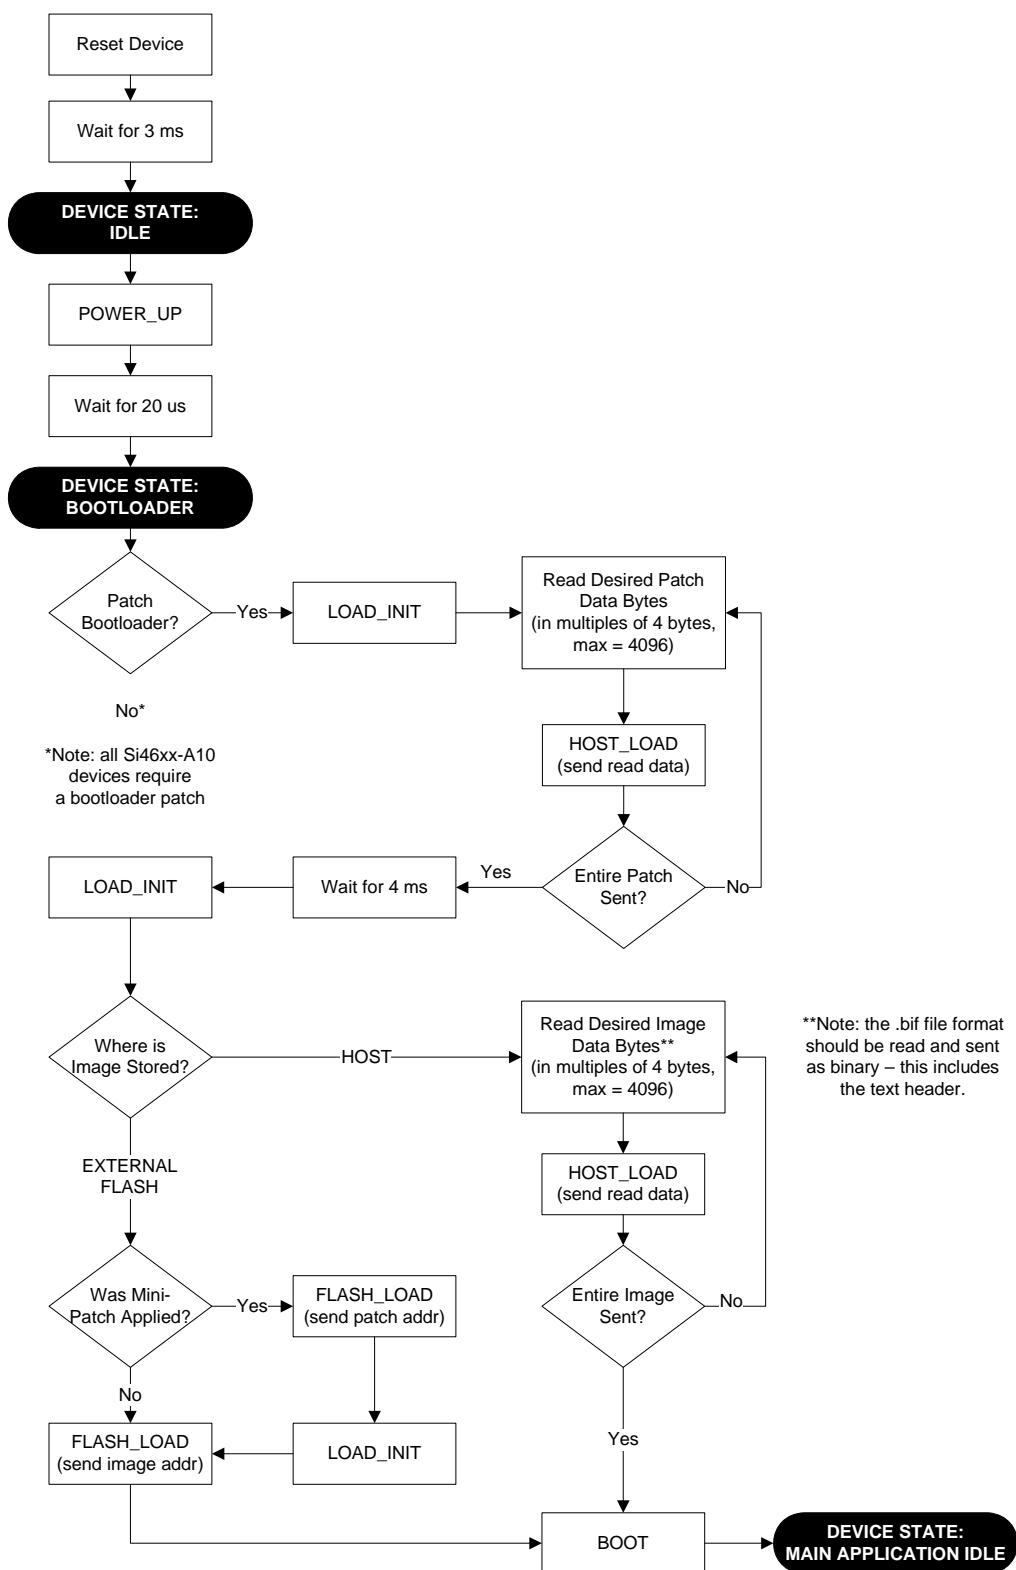 Reset Device
Wait for 3 ms
DEVICE STATE:
IDLE
POWER_UP
Wait for 20 us
DEVICE STATE:
BOOTLOADER
Patch
Bootloader?
Yes
LOAD_INIT
Read Desired Patch
Data Bytes
(in multiples of 4 bytes,
max = 4096)
No*
*Note: all Si46xx-A10
devices require
a bootloader patch
HOST_LOAD
(send read data)
Entire Patch
Sent?
No
Yes
Wait for 4 ms
LOAD_INIT
Where is
Image Stored?
HOST
Read Desired Image
Data Bytes**
(in multiples of 4 bytes,
max = 4096)
**Note: the .bif file format
should be read and sent
as binary – this includes
the text header.
HOST_LOAD
(send read data)
EXTERNAL
FLASH
Was Mini-
Patch Applied?
Yes
FLASH_LOAD
(send patch addr)
Entire Image
Sent?
No
No
FLASH_LOAD
(send image addr)
LOAD_INIT
Yes
BOOT
DEVICE STATE:
MAIN APPLICATION IDLE